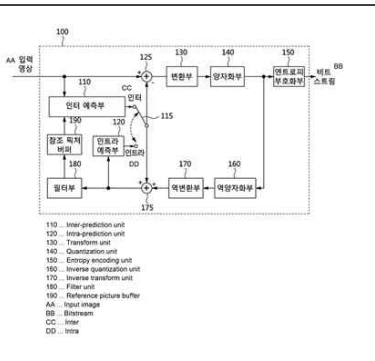 100
AA 입력
영상
110
인터 예측부
CC
인터
125
130
변환부
140
양자화부
150
엔트로피
부호화부
BB
비트
스트림
115
190
참조 픽처
버퍼
120
인트라
예측부
인트라
DD
180
필터부
175
170
역변환부
160
역양자화부
110 ... Inter-prediction unit
120 ... Intra-prediction unit
130 ... Transform unit
140 ... Quantization unit
150 ... Entropy encoding unit
160 ... Inverse quantization unit
170 ... Inverse transform unit
180 ... Filter unit
190 ... Reference picture buffer
AA ... Input image
BB ... Bitstream
CC ... Inter
DD ... Intra